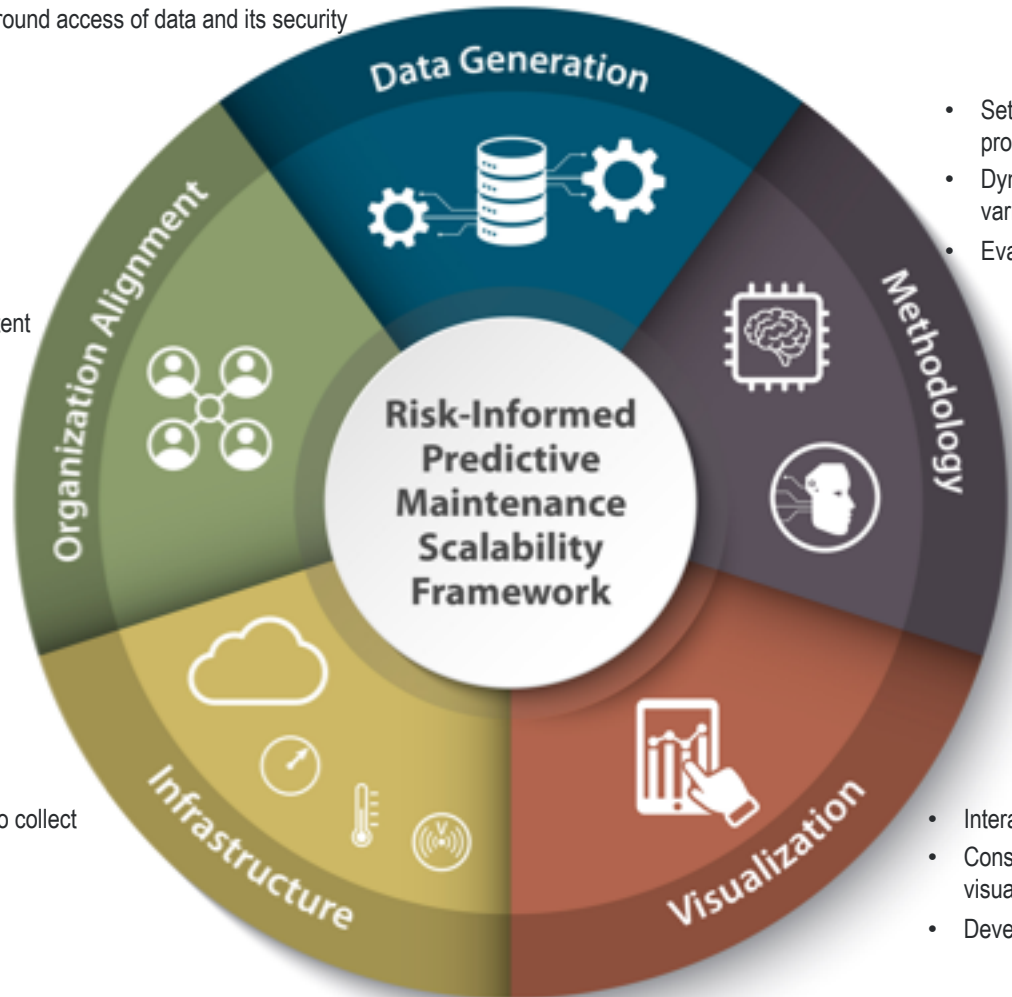 round access of data and its security
Data Generation
• Set
pro
• Dyn
var
• Eva
Organization Alignment
Methodology
tent
Risk-Informed
Predictive
Maintenance
Scalability
Framework
o collect
Infrastructure
V
Visualization
• Intera
• Cons
visua
• Deve